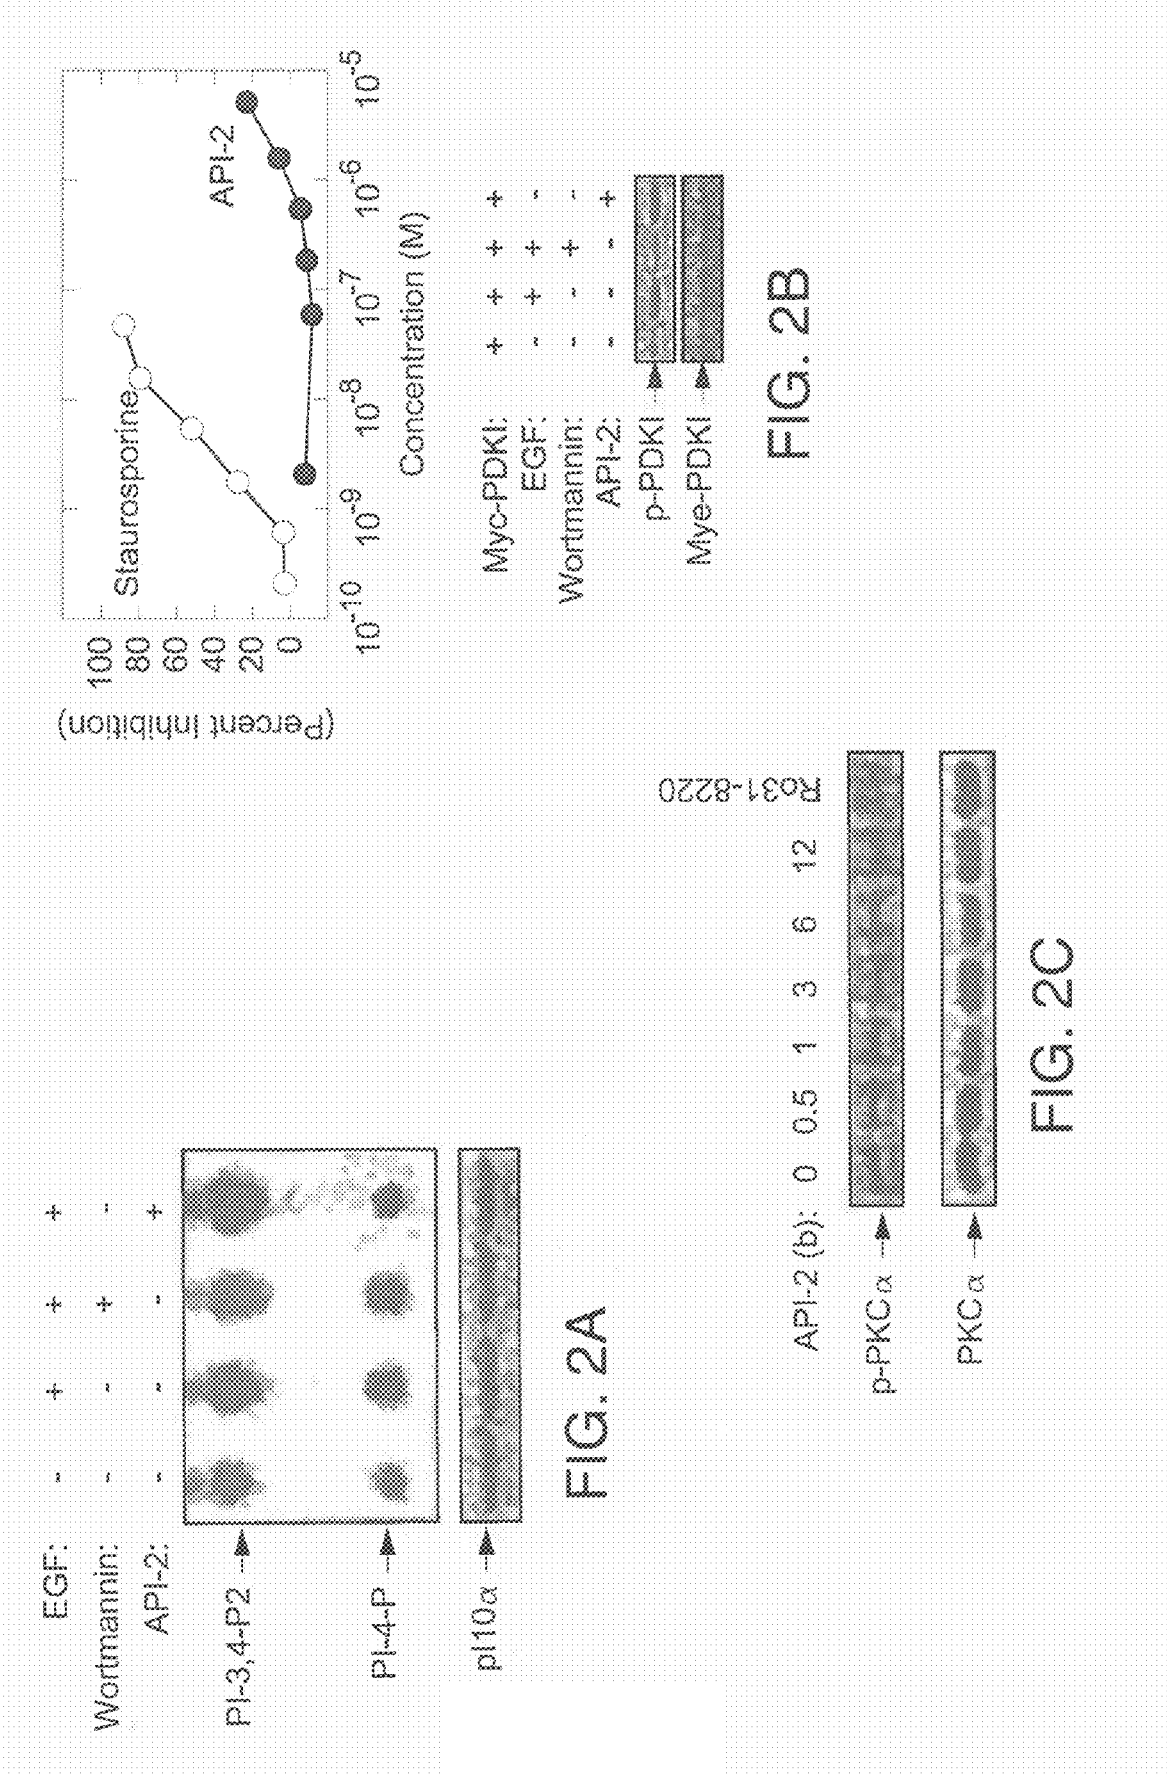 EGF: - + + +
Wortmannin: - - + -
API-2: - - - +
PI-3,4-P2
PI-4-P
pI10α
FIG. 2A
(Percent Inhibition)
100
80
60
40
20
0
Staurosporine
API-2
10-10 10-9 10-8 10-7 10-6 10-5
Concentration (M)
Myc-PDKI: + + + +
EGF: - + + -
Wortmannin: - - + -
API-2: - - - +
p-PDKI
Mye-PDKI
FIG. 2B
API-2 (b): 0 0.5 1 3 6 12 Ro31-8220
p-PKCα
PKCα
FIG. 2C